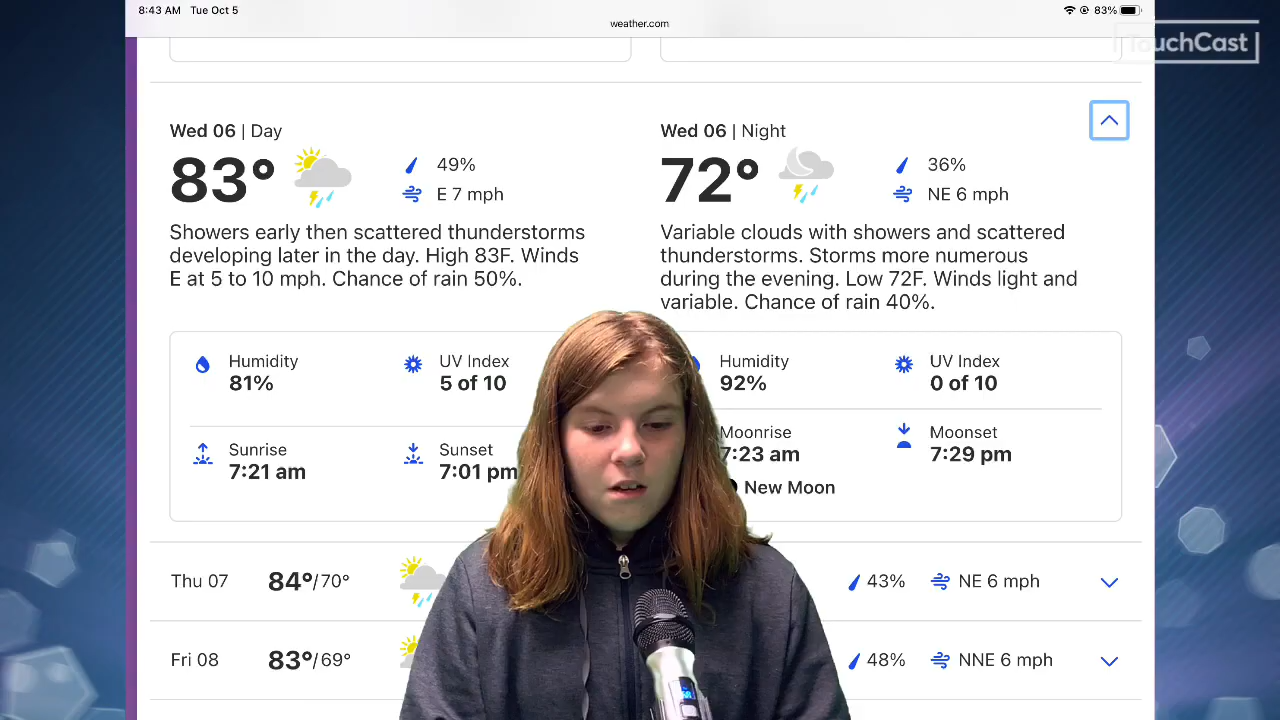 8:43 AM Tue Oct 5
83%
weather.com
TouchCast
Wed 06 | Day
83°
49%
E 7 mph
Showers early then scattered thunderstorms
developing later in the day. High 83F. Winds
E at 5 to 10 mph. Chance of rain 50%.
Wed 06 | Night
72°
36%
NE 6 mph
Variable clouds with showers and scattered
thunderstorms. Storms more numerous
during the evening. Low 72F. Winds light and
variable. Chance of rain 40%.
Humidity
81%
UV Index
5 of 10
Sunrise
7:21 am
Sunset
7:01 pm
Humidity
92%
UV Index
0 of 10
Moonrise
7:23 am
New Moon
Moonset
7:29 pm
Thu 07 84°/70° 43% NE 6 mph
Fri 08 83°/69° 48% NNE 6 mph